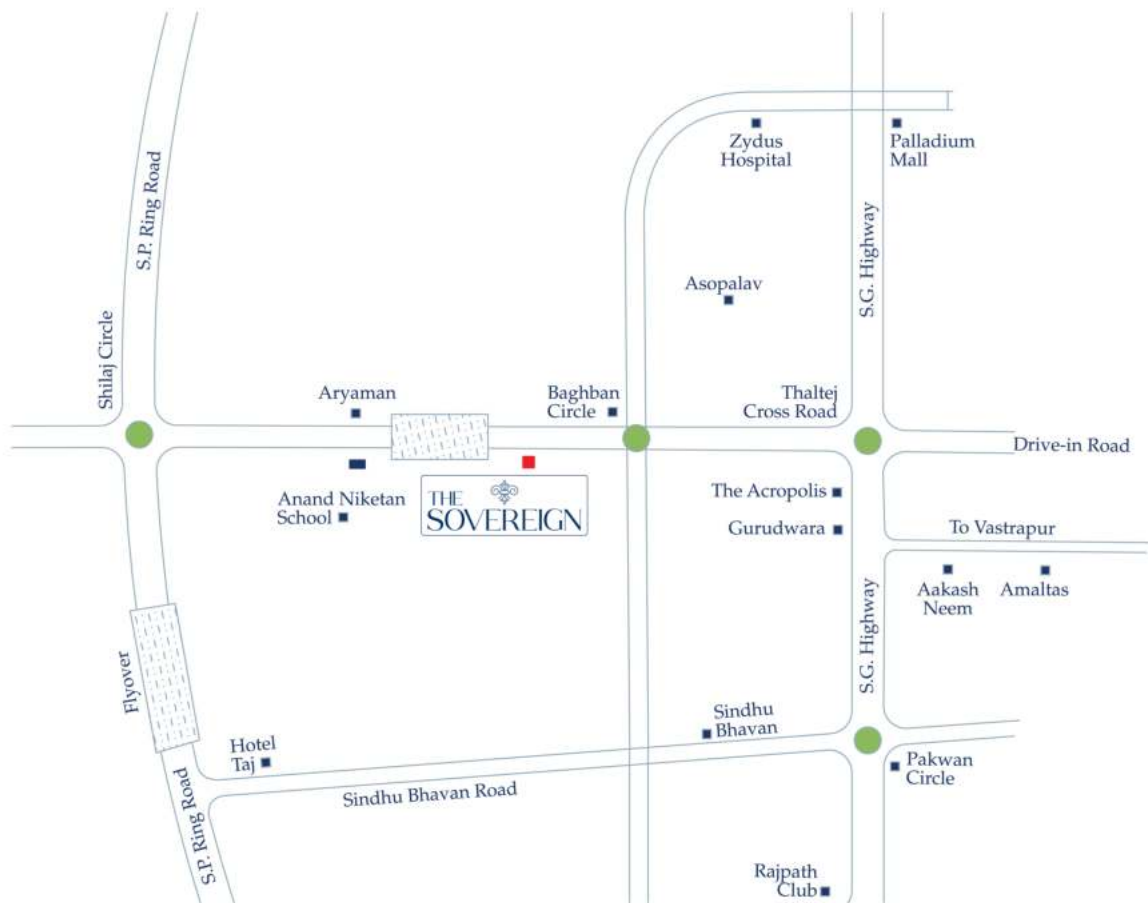 Zydus
Hospital
Palladium
Mall
S.P. Ring Road
S.G. Highway
Asopalav
Shilaj Circle
Aryaman
Baghban
Circle
Thaltej
Cross Road
Drive-in Road
Anand Niketan
School
THE
SOVEREIGN
The Acropolis
Gurudwara
To Vastrapur
Aakash
Neem
Amaltas
Flyover
S.G. Highway
Sindhu
Bhavan
Hotel
Taj
Pakwan
Circle
Sindhu Bhavan Road
S.P. Ring Road
Rajpath
Club